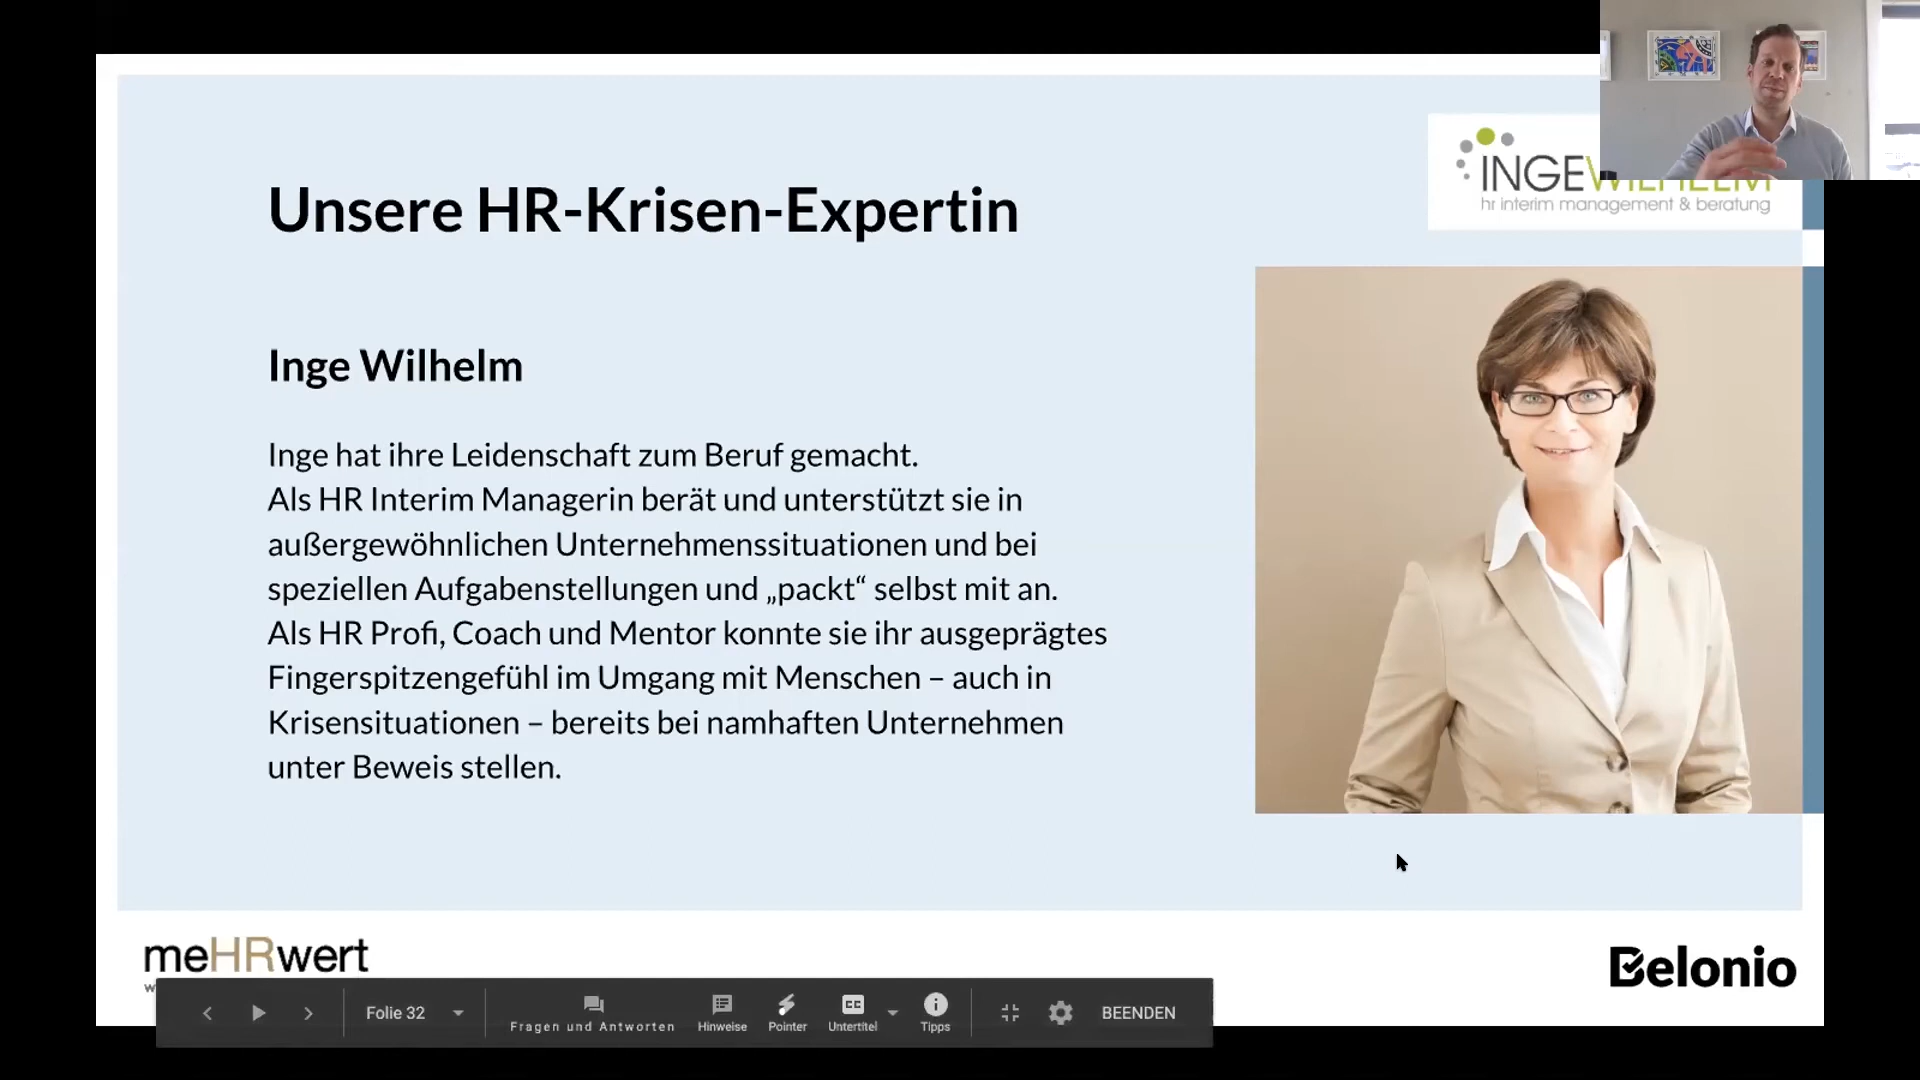 INGE
hr interim management & beratung
Unsere HR-Krisen-Expertin
Inge Wilhelm
Inge hat ihre Leidenschaft zum Beruf gemacht.
Als HR Interim Managerin berät und unterstützt sie in
außergewöhnlichen Unternehmenssituationen und bei
speziellen Aufgabenstellungen und „packt“ selbst mit an.
Als HR Profi, Coach und Mentor konnte sie ihr ausgeprägtes
Fingerspitzengefühl im Umgang mit Menschen – auch in
Krisensituationen – bereits bei namhaften Unternehmen
unter Beweis stellen.
meHRwert
Belonio
Folie 32
Fragen und Antworten
Hinweise
Pointer
CC
Untertitel
Tipps
BEENDEN